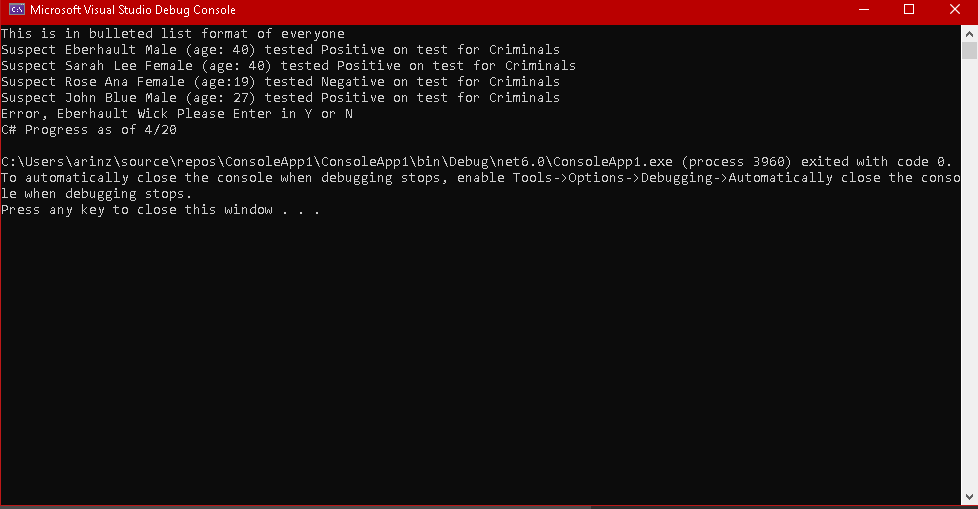 Microsoft Visual Studio Debug Console
This is in bulleted list format of everyone
Suspect Eberhault Male (age: 40) tested Positive on test for Criminals
Suspect Sarah Lee Female (age: 40) tested Positive on test for Criminals
Suspect Rose Ana Female (age:19) tested Negative on test for Criminals
Suspect John Blue Male (age: 27) tested Positive on test for Criminals
Error, Eberhault Wick Please Enter in Y or N
C# Progress as of 4/20
C:\Users\arinz\source\repos\ConsoleApp1\ConsoleApp1\bin\Debug\net6.0\ConsoleApp1.exe (process 3960) exited with code 0.
To automatically close the console when debugging stops, enable Tools->Options->Debugging->Automatically close the conso
le when debugging stops.
Press any key to close this window . . .